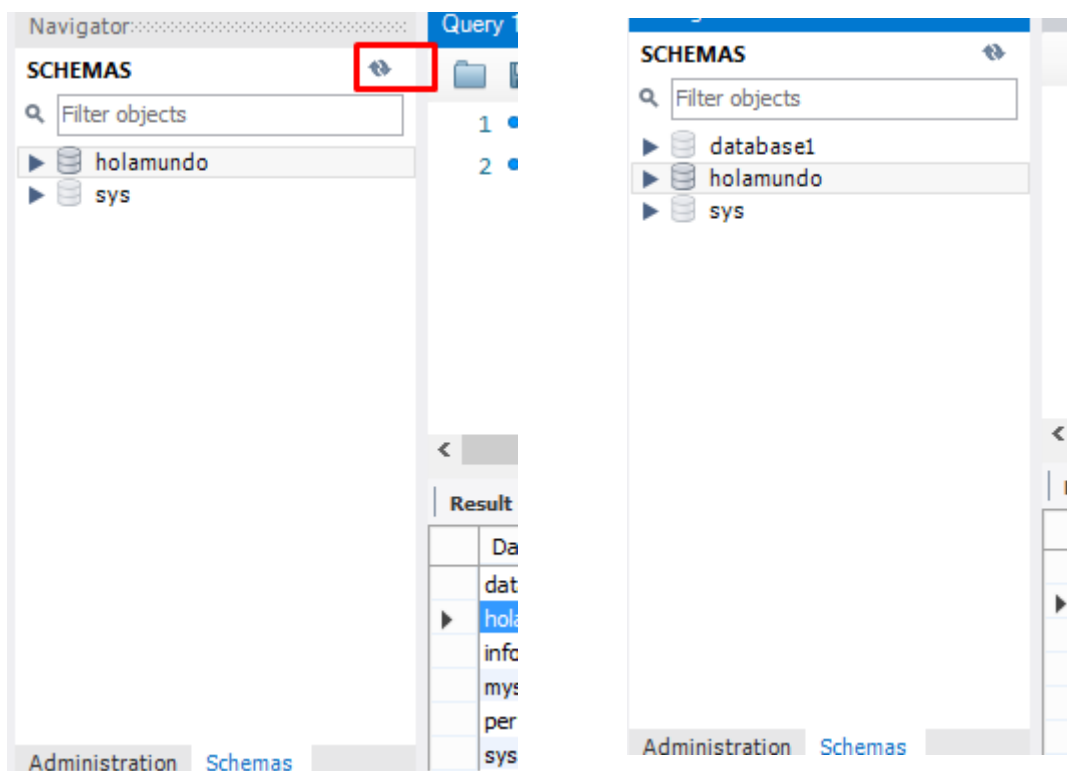 Navigator
Query 1
SCHEMAS
Filter objects
1
2
holamundo
sys
Result
Da
dat
hola
info
mys
per
sys
Administration Schemas
SCHEMAS
Filter objects
database1
holamundo
sys
Administration Schemas